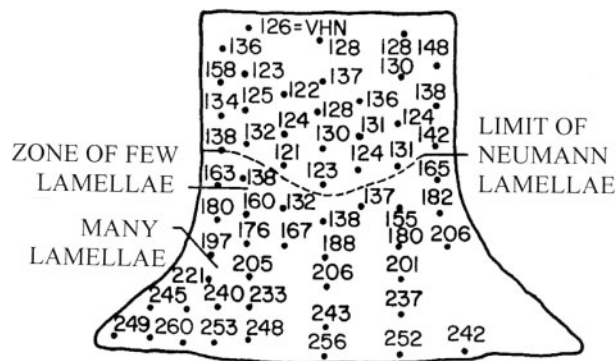 126=VHN
136 128 128 148
158 123 137 130
134 125 122 128 136 138
138 132 124 130 131 124 142
ZONE OF FEW LAMELLAE
121 123 124 131
LIMIT OF NEUMANN LAMELLAE
163 138 165
180 160 132 138 137 155 182
MANY LAMELLAE
197 176 167 188 180 206
221 205 206 201
245 240 233 243 237
249 260 253 248 256 252 242